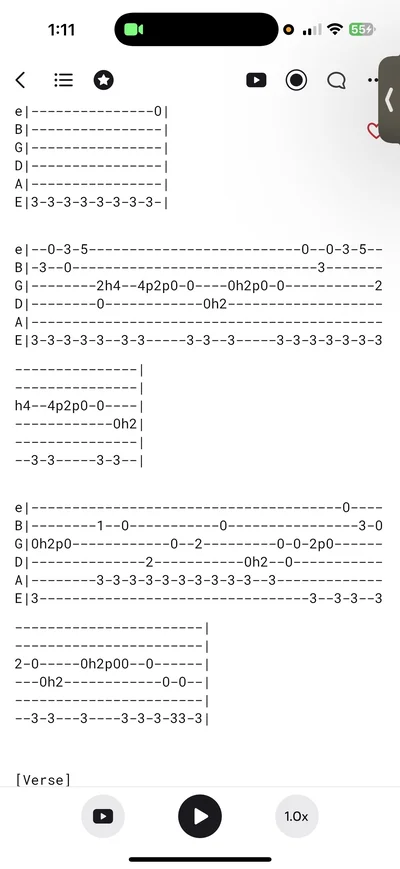 1:11
55
e|---------------0|
B|----------------|
G|----------------|
D|----------------|
A|----------------|
E|3-3-3-3-3-3-3-3-|
e|--0-3-5--------------------------0--0-3-5--
B|-3--0------------------------------3-------
G|--------2h4--4p2p0-0----0h2p0-0-----------2
D|--------0------------0h2-------------------
A|-------------------------------------------
E|3-3-3-3-3--3-3-----3-3--3-----3-3-3-3-3-3-3
---------------|
---------------|
h4--4p2p0-0----|
------------0h2|
---------------|
--3-3-----3-3--|
e|--------------------------------------0----
B|--------1--0-----------0----------------3-0
G|0h2p0------------0--2---------0-0-2p0------
D|--------------2-----------0h2--0-----------
A|--------3-3-3-3-3-3-3-3-3-3--3-------------
E|3---------------------------------3--3-3--3
-----------------------|
-----------------------|
2-0-----0h2p00--0------|
---0h2------------0-0--|
-----------------------|
--3-3---3----3-3-3-33-3|
[Verse]
1.0x